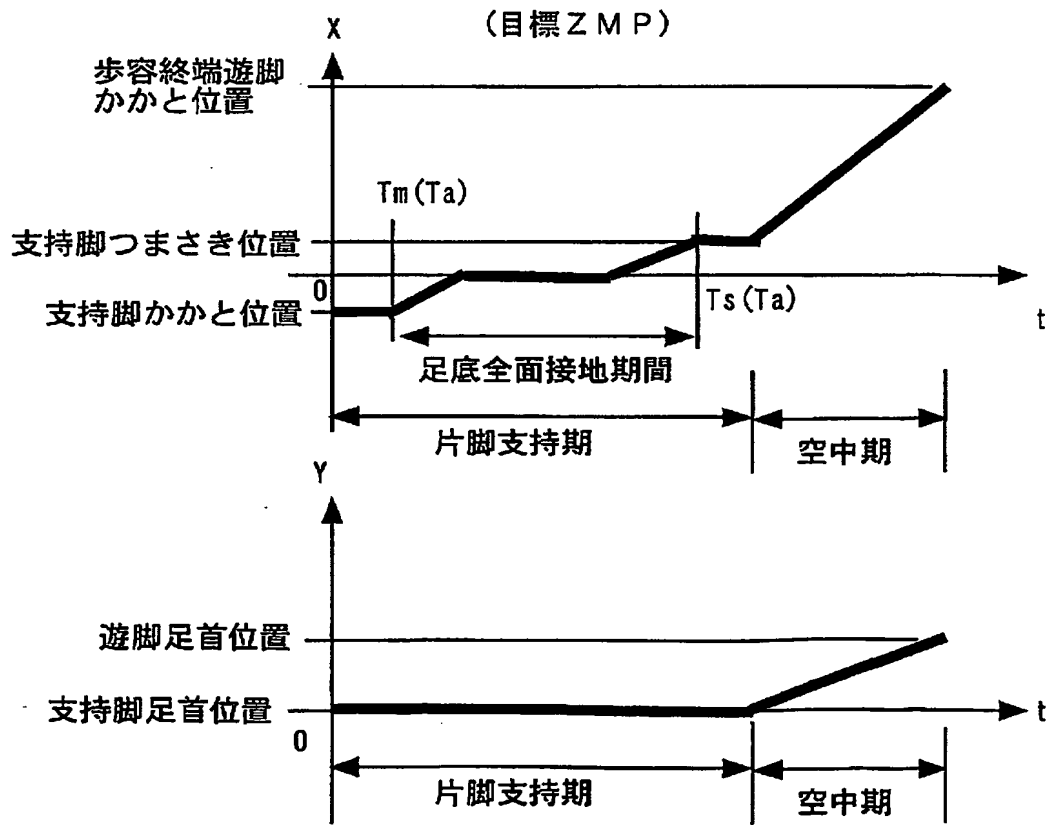 (目標ZMP)
X
歩容終端遊脚
かかと位置
Tm(Ta)
支持脚つまさき位置
0
Ts(Ta)
支持脚かかと位置
t
足底全面接地期間
片脚支持期
空中期
Y
遊脚足首位置
支持脚足首位置
t
0
片脚支持期
空中期